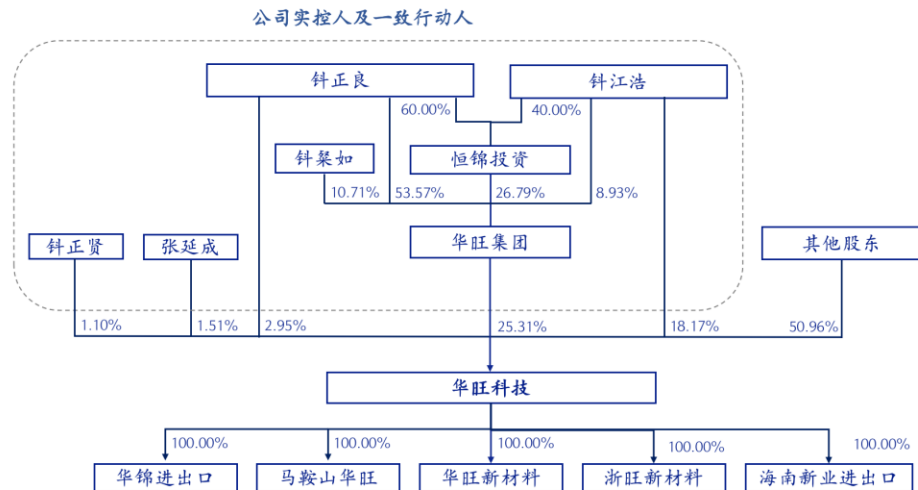 公司实控人及一致行动人
钭正良
钭江浩
60.00%
40.00%
钭粲如
恒锦投资
10.71%
53.57%
26.79%
8.93%
钭正贤
张延成
华旺集团
其他股东
1.10%
1.51%
2.95%
25.31%
18.17%
50.96%
华旺科技
100.00%
100.00%
100.00%
100.00%
100.00%
华锦进出口
马鞍山华旺
华旺新材料
浙旺新材料
海南新业进出口